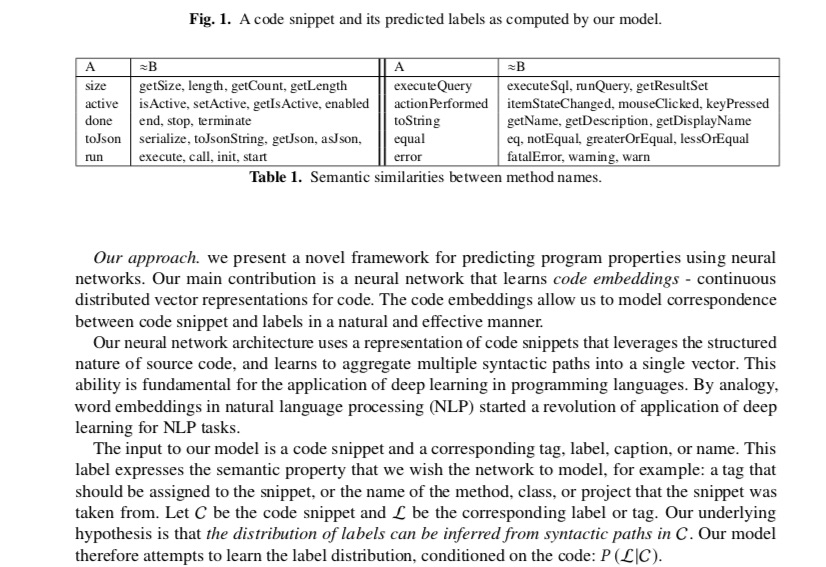 Fig. 1. A code snippet and its predicted labels as computed by our model.
A ≈B A ≈B
size getSize, length, getCount, getLength executeQuery executeSql, runQuery, getResultSet
active isActive, setActive, getIsActive, enabled actionPerformed itemStateChanged, mouseClicked, keyPressed
done end, stop, terminate toString getName, getDescription, getDisplayName
toJson serialize, toJsonString, getJson, asJson, equal eq, notEqual, greaterOrEqual, lessOrEqual
run execute, call, init, start error fatalError, warning, warn
Table 1. Semantic similarities between method names.
Our approach. we present a novel framework for predicting program properties using neural
networks. Our main contribution is a neural network that learns code embeddings - continuous
distributed vector representations for code. The code embeddings allow us to model correspondence
between code snippet and labels in a natural and effective manner.
Our neural network architecture uses a representation of code snippets that leverages the structured
nature of source code, and learns to aggregate multiple syntactic paths into a single vector. This
ability is fundamental for the application of deep learning in programming languages. By analogy,
word embeddings in natural language processing (NLP) started a revolution of application of deep
learning for NLP tasks.
The input to our model is a code snippet and a corresponding tag, label, caption, or name. This
label expresses the semantic property that we wish the network to model, for example: a tag that
should be assigned to the snippet, or the name of the method, class, or project that the snippet was
taken from. Let C be the code snippet and ℒ be the corresponding label or tag. Our underlying
hypothesis is that the distribution of labels can be inferred from syntactic paths in C. Our model
therefore attempts to learn the label distribution, conditioned on the code: P (ℒ|C).